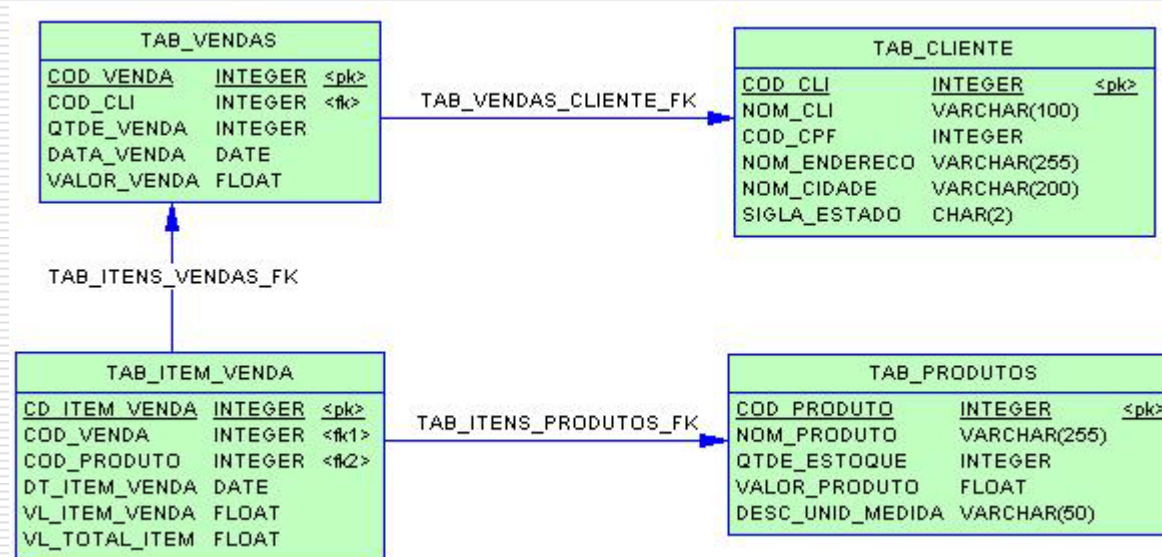 TAB_VENDAS
COD_VENDA INTEGER <pk>
COD_CLI INTEGER <fk>
QTDE_VENDA INTEGER
DATA_VENDA DATE
VALOR_VENDA FLOAT
TAB_VENDAS_CLIENTE_FK
TAB_CLIENTE
COD_CLI INTEGER <pk>
NOM_CLI VARCHAR(100)
COD_CPF INTEGER
NOM_ENDERECO VARCHAR(255)
NOM_CIDADE VARCHAR(200)
SIGLA_ESTADO CHAR(2)
TAB_ITENS_VENDAS_FK
TAB_ITEM_VENDA
CD_ITEM_VENDA INTEGER <pk>
COD_VENDA INTEGER <fk1>
COD_PRODUTO INTEGER <fk2>
DT_ITEM_VENDA DATE
VL_ITEM_VENDA FLOAT
VL_TOTAL_ITEM FLOAT
TAB_ITENS_PRODUTOS_FK
TAB_PRODUTOS
COD_PRODUTO INTEGER <pk>
NOM_PRODUTO VARCHAR(255)
QTDE_ESTOQUE INTEGER
VALOR_PRODUTO FLOAT
DESC_UNID_MEDIDA VARCHAR(50)